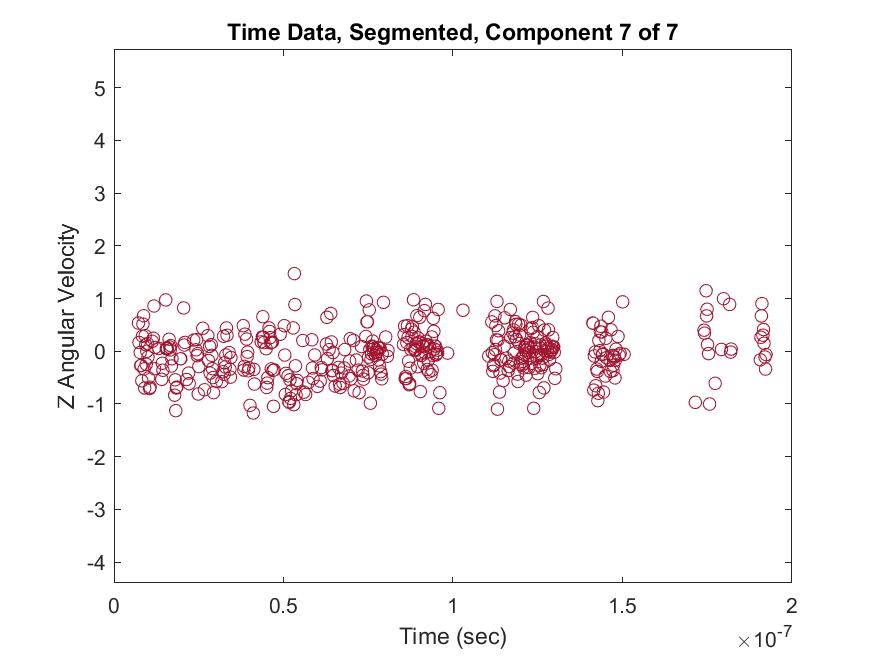 Time Data, Segmented, Component 7 of 7
5
4
3
2
1
0
-1
-2
-3
-4
Z Angular Velocity
0 0.5 1 1.5 2
Time (sec)
×10⁻⁷